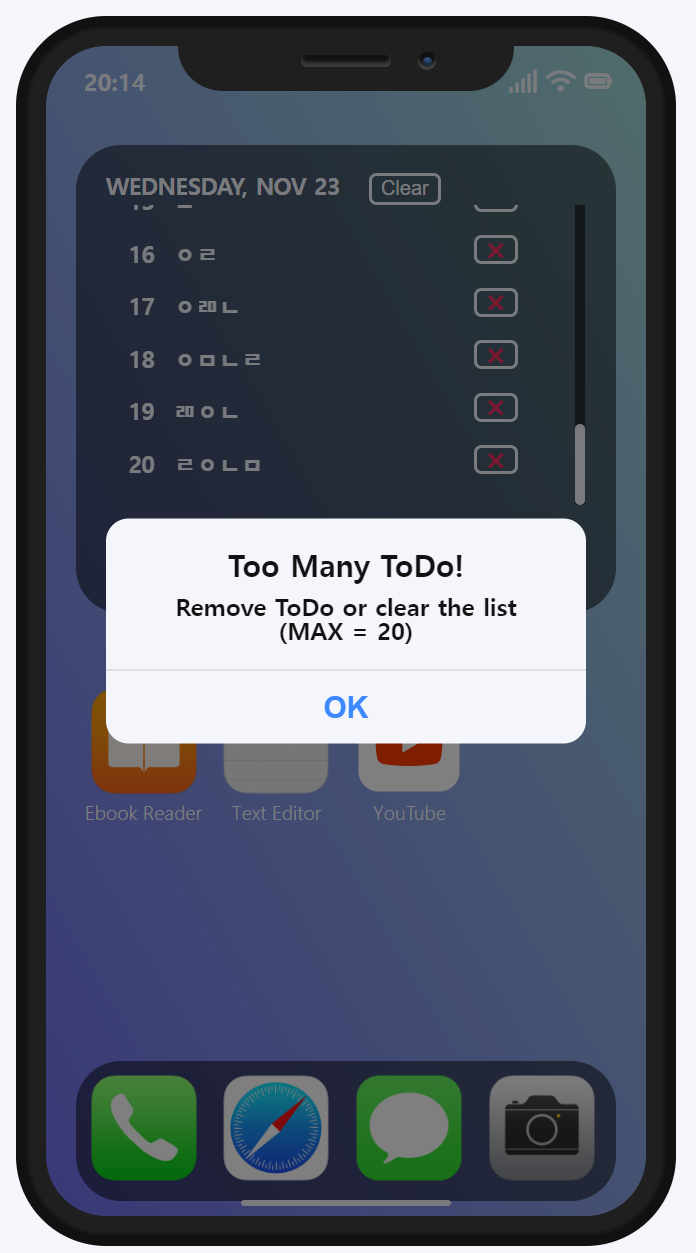 20:14
WEDNESDAY, NOV 23 Clear
16 ㅇㄹ
17 ㅇㄻㄴ
18 ㅇㅁㄴㄹ
19 ㄻㅇㄴ
20 ㄹㅇㄴㅁ
Too Many ToDo!
Remove ToDo or clear the list
(MAX = 20)
OK
Ebook Reader Text Editor YouTube